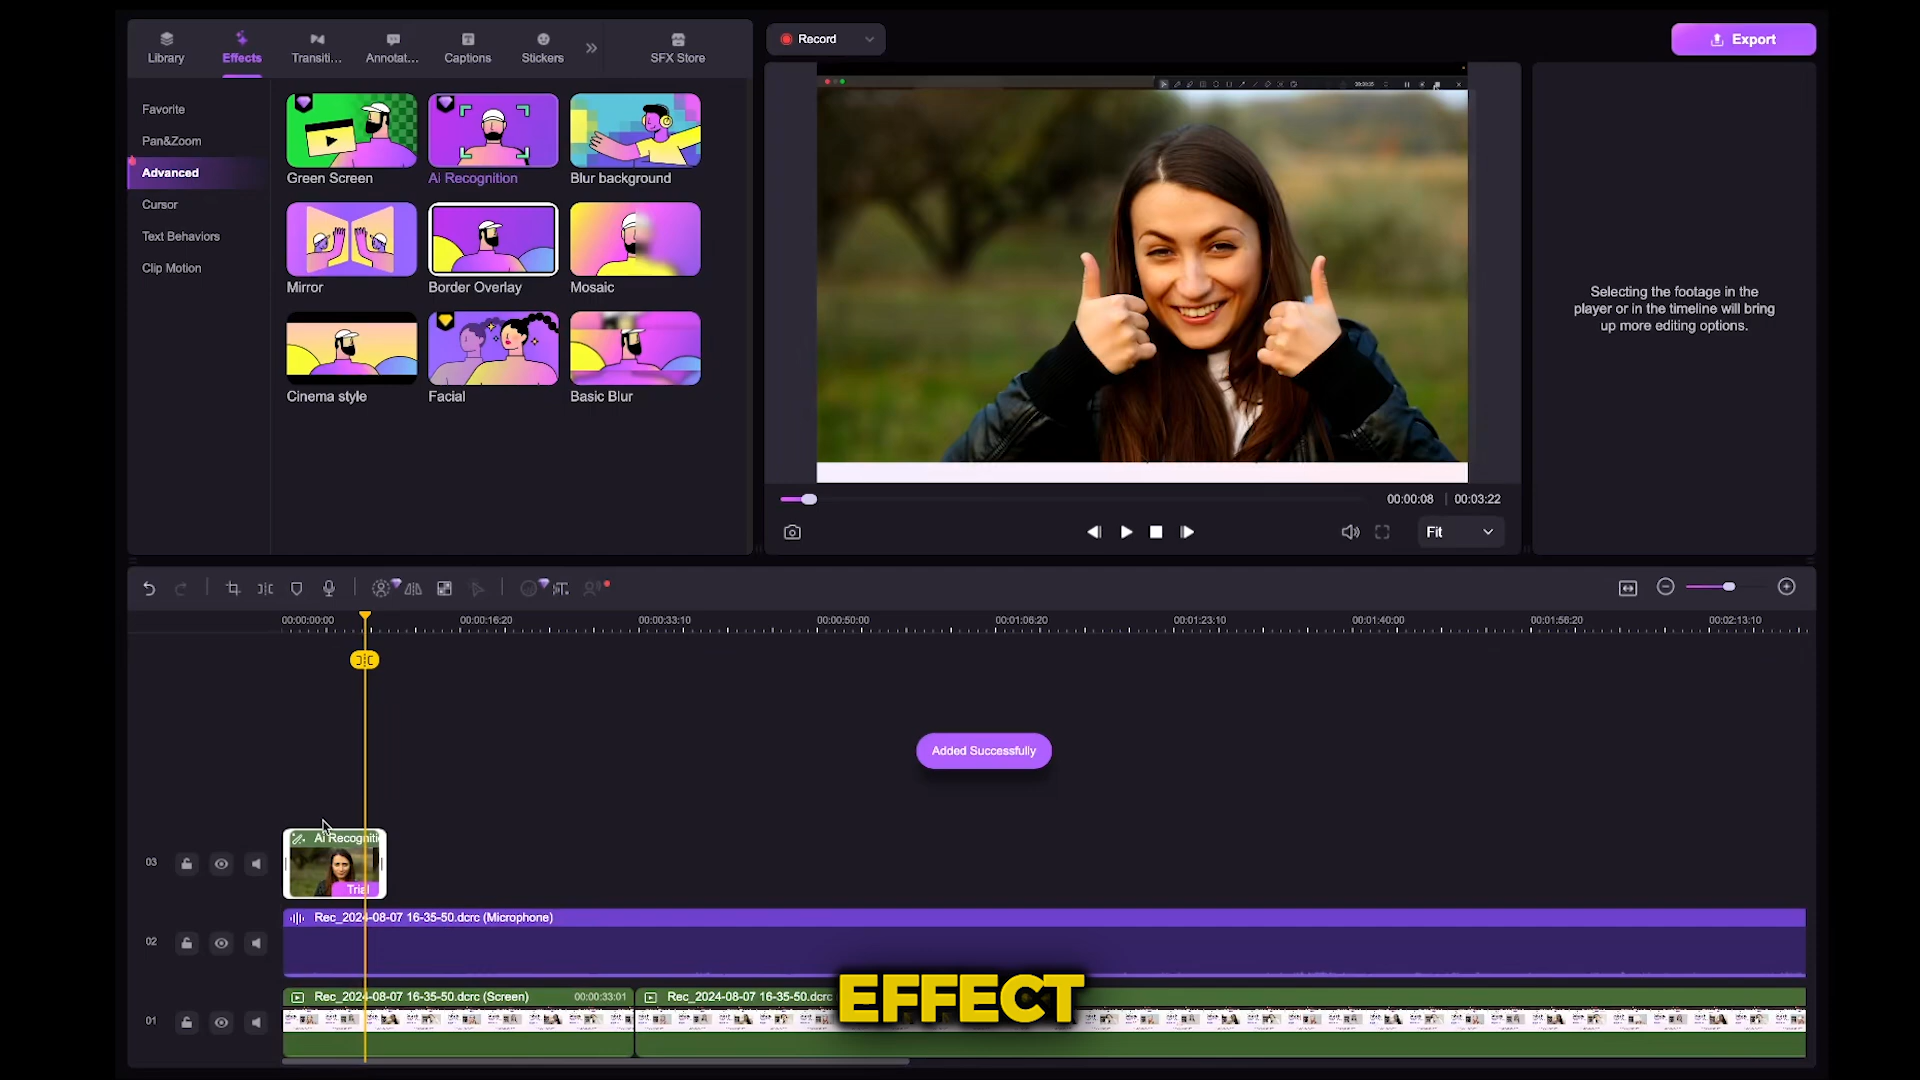 Library
Effects
Transiti...
Annotat...
Captions
Stickers
SFX Store
Record
Export
Favorite
Pan&Zoom
Advanced
Cursor
Text Behaviors
Clip Motion
Green Screen
Ai Recognition
Blur background
Mirror
Border Overlay
Mosaic
Cinema style
Facial
Basic Blur
Selecting the footage in the
player or in the timeline will bring
up more editing options.
00:00:08 | 00:03:22
Fit
00:00:00:00
00:00:16:20
00:00:33:10
00:00:50:00
00:01:06:20
00:01:23:10
00:01:40:00
00:01:56:20
00:02:13:10
Added Successfully
03
Ai Recogniti
Trial
02
Rec_2024-08-07 16-35-50.dcrc (Microphone)
01
Rec_2024-08-07 16-35-50.dcrc (Screen)
00:00:33:01
Rec_2024-08-07 16-35-50.dcrc
EFFECT